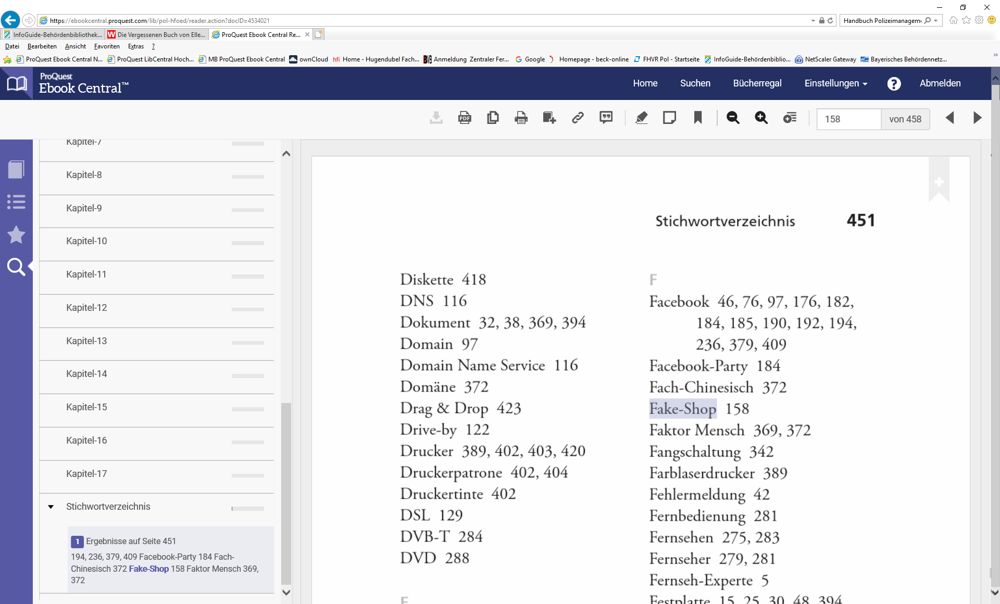 https://ebookcentral.proquest.com/lib/pol-hfoed/reader.action?docID=4534021
Handbuch Polizeimanagem
InfoGuide-Behördenbibliothek...
Die Vergessenen Buch von Elle...
ProQuest Ebook Central Re...
Datei Bearbeiten Ansicht Favoriten Extras ?
ProQuest Ebook Central N...
ProQuest LibCentral Hoch...
MB ProQuest Ebook Central
ownCloud
hfi Home - Hugendubel Fach...
Anmeldung Zentraler Fer...
Google
Homepage - beck-online
FHVR Pol - Startseite
InfoGuide-Behördenbiblio...
NetScaler Gateway
Bayerisches Behördennetz...
ProQuest
Ebook Central™
Home Suchen Bücherregal Einstellungen ? Abmelden
PDF
158 von 458
Kapitel-7
Kapitel-8
Kapitel-9
Kapitel-10
Kapitel-11
Kapitel-12
Kapitel-13
Kapitel-14
Kapitel-15
Kapitel-16
Kapitel-17
Stichwortverzeichnis
1 Ergebnisse auf Seite 451
194, 236, 379, 409 Facebook-Party 184 Fach-
Chinesisch 372 Fake-Shop 158 Faktor Mensch 369,
372
Stichwortverzeichnis 451
Diskette 418
DNS 116
Dokument 32, 38, 369, 394
Domain 97
Domain Name Service 116
Domäne 372
Drag & Drop 423
Drive-by 122
Drucker 389, 402, 403, 420
Druckerpatrone 402, 404
Druckertinte 402
DSL 129
DVB-T 284
DVD 288
F
Facebook 46, 76, 97, 176, 182,
184, 185, 190, 192, 194,
236, 379, 409
Facebook-Party 184
Fach-Chinesisch 372
Fake-Shop 158
Faktor Mensch 369, 372
Fangschaltung 342
Farblaserdrucker 389
Fehlermeldung 42
Fernbedienung 281
Fernsehen 275, 283
Fernseher 279, 281
Fernseh-Experte 5
Festplatte 15, 25, 30, 48, 394